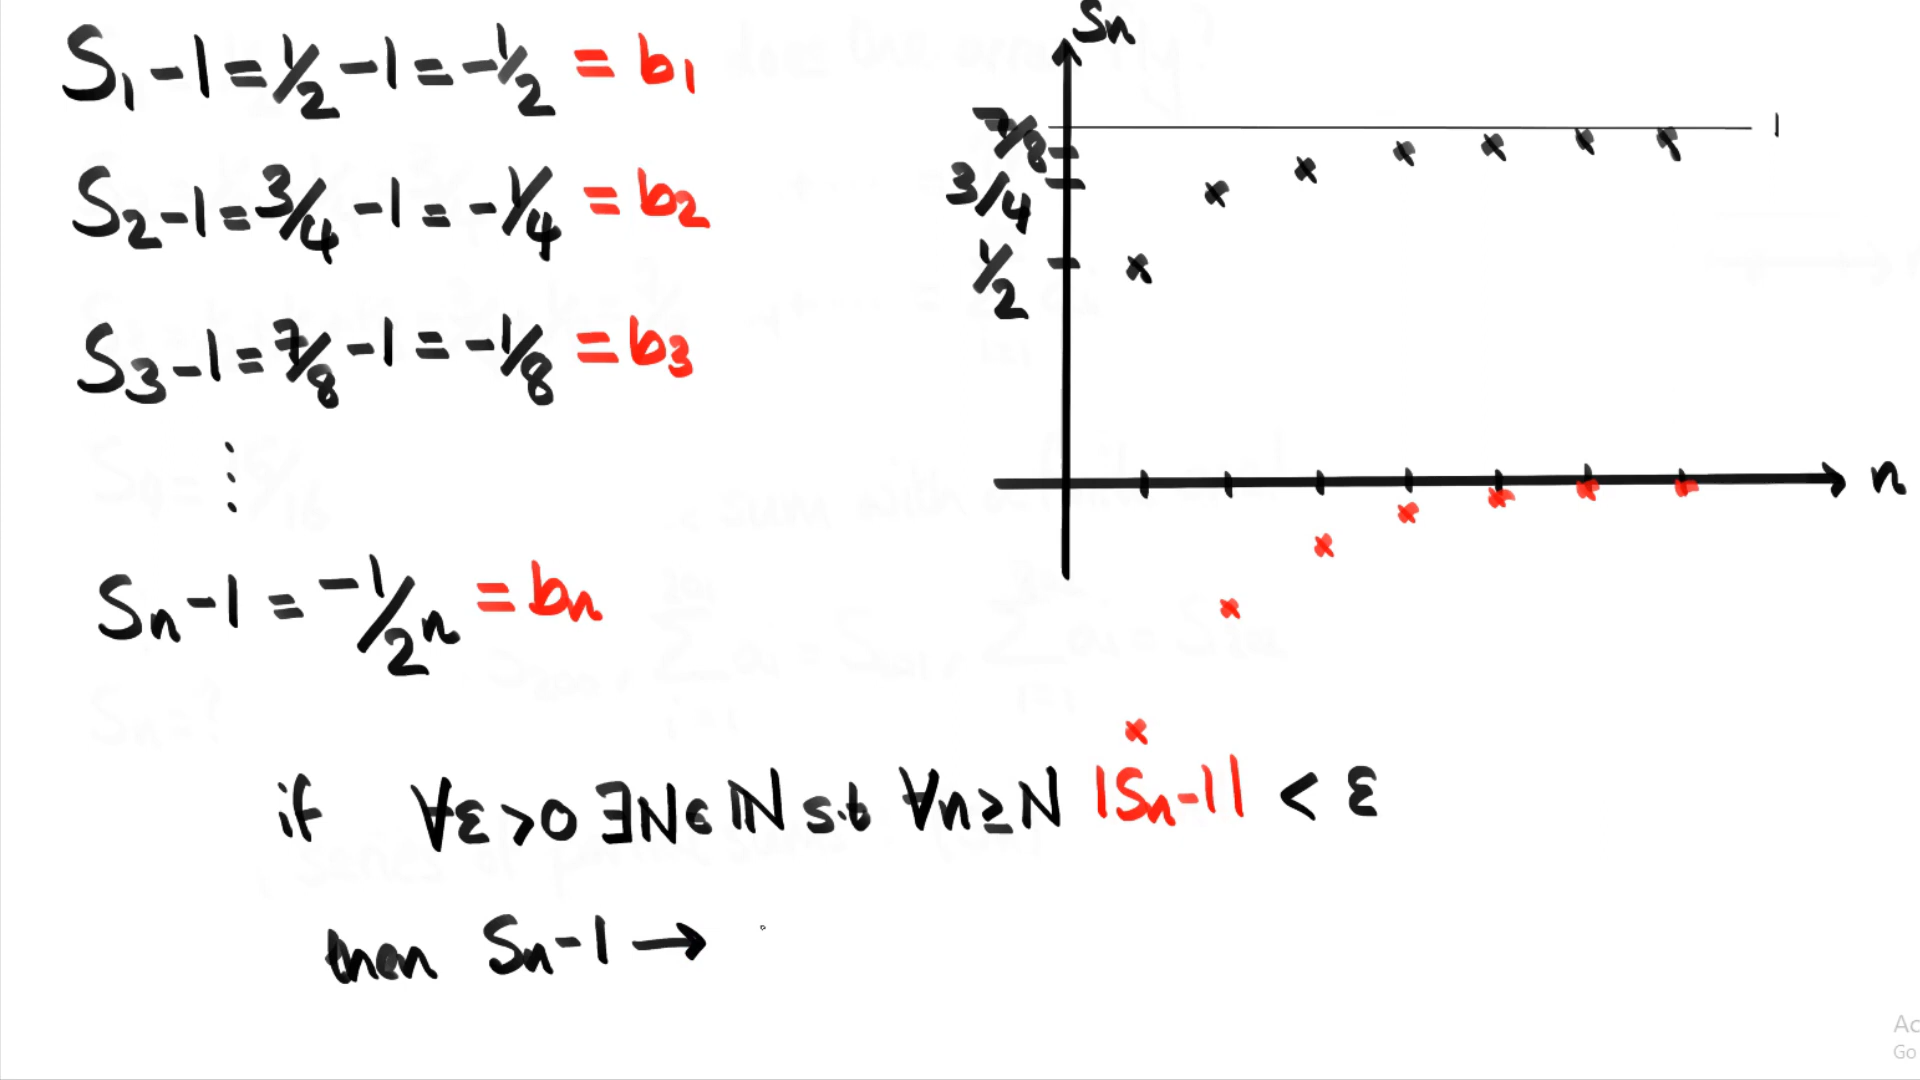 S₁ - 1 = 1/2 - 1 = -1/2 = b₁
S₂ - 1 = 3/4 - 1 = -1/4 = b₂
S₃ - 1 = 7/8 - 1 = -1/8 = b₃
⋮
Sn - 1 = -1/2ⁿ = bn
Sn
1
7/8
3/4
1/2
n
if ∀ε>0 ∃N∈ℕ s.t ∀n≥N |Sn-1| < ε
then Sn-1 →
Ac
Go